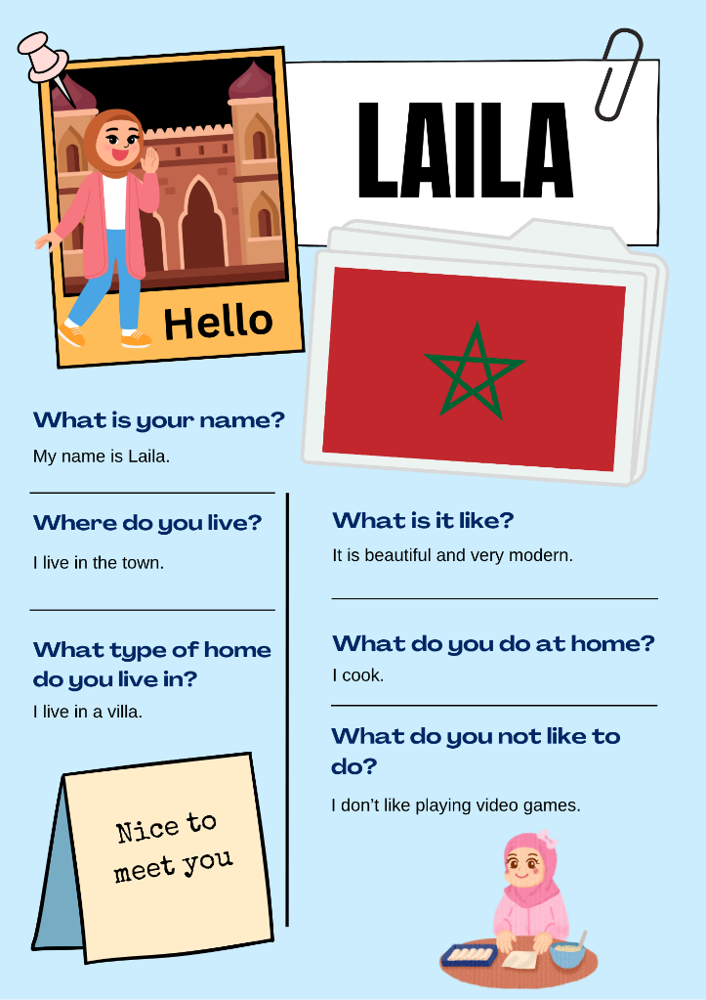 LAILA
Hello
What is your name?
My name is Laila.
Where do you live?
I live in the town.
What type of home
do you live in?
I live in a villa.
Nice to
meet you
What is it like?
It is beautiful and very modern.
What do you do at home?
I cook.
What do you not like to
do?
I don’t like playing video games.